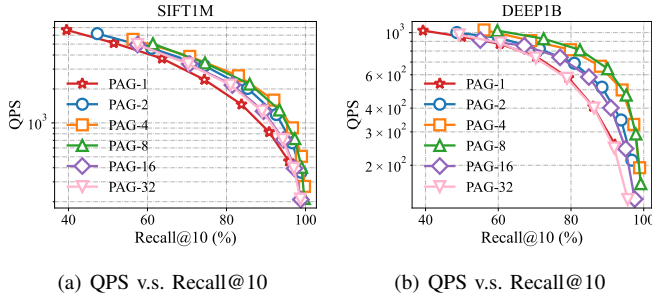 SIFT1M
QPS
10³
PAG-1
PAG-2
PAG-4
PAG-8
PAG-16
PAG-32
40 60 80 100
Recall@10 (%)
(a) QPS v.s. Recall@10
DEEP1B
QPS
10³
6 × 10²
4 × 10²
3 × 10²
2 × 10²
PAG-1
PAG-2
PAG-4
PAG-8
PAG-16
PAG-32
40 60 80 100
Recall@10 (%)
(b) QPS v.s. Recall@10